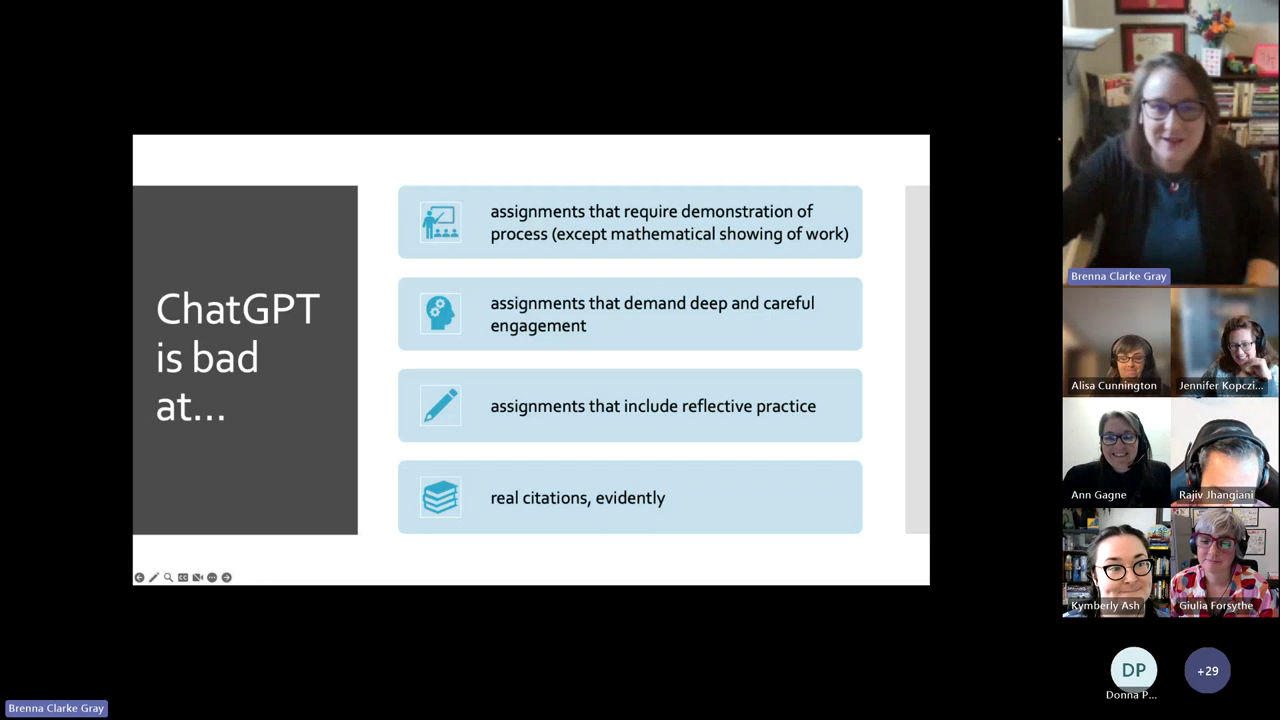 ChatGPT
is bad
at...
assignments that require demonstration of
process (except mathematical showing of work)
assignments that demand deep and careful
engagement
assignments that include reflective practice
real citations, evidently
Brenna Clarke Gray
Alisa Cunnington
Jennifer Kopczi...
Ann Gagne
Rajiv Jhangiani
Kymberly Ash
Giulia Forsythe
DP
Donna P...
+29
Brenna Clarke Gray